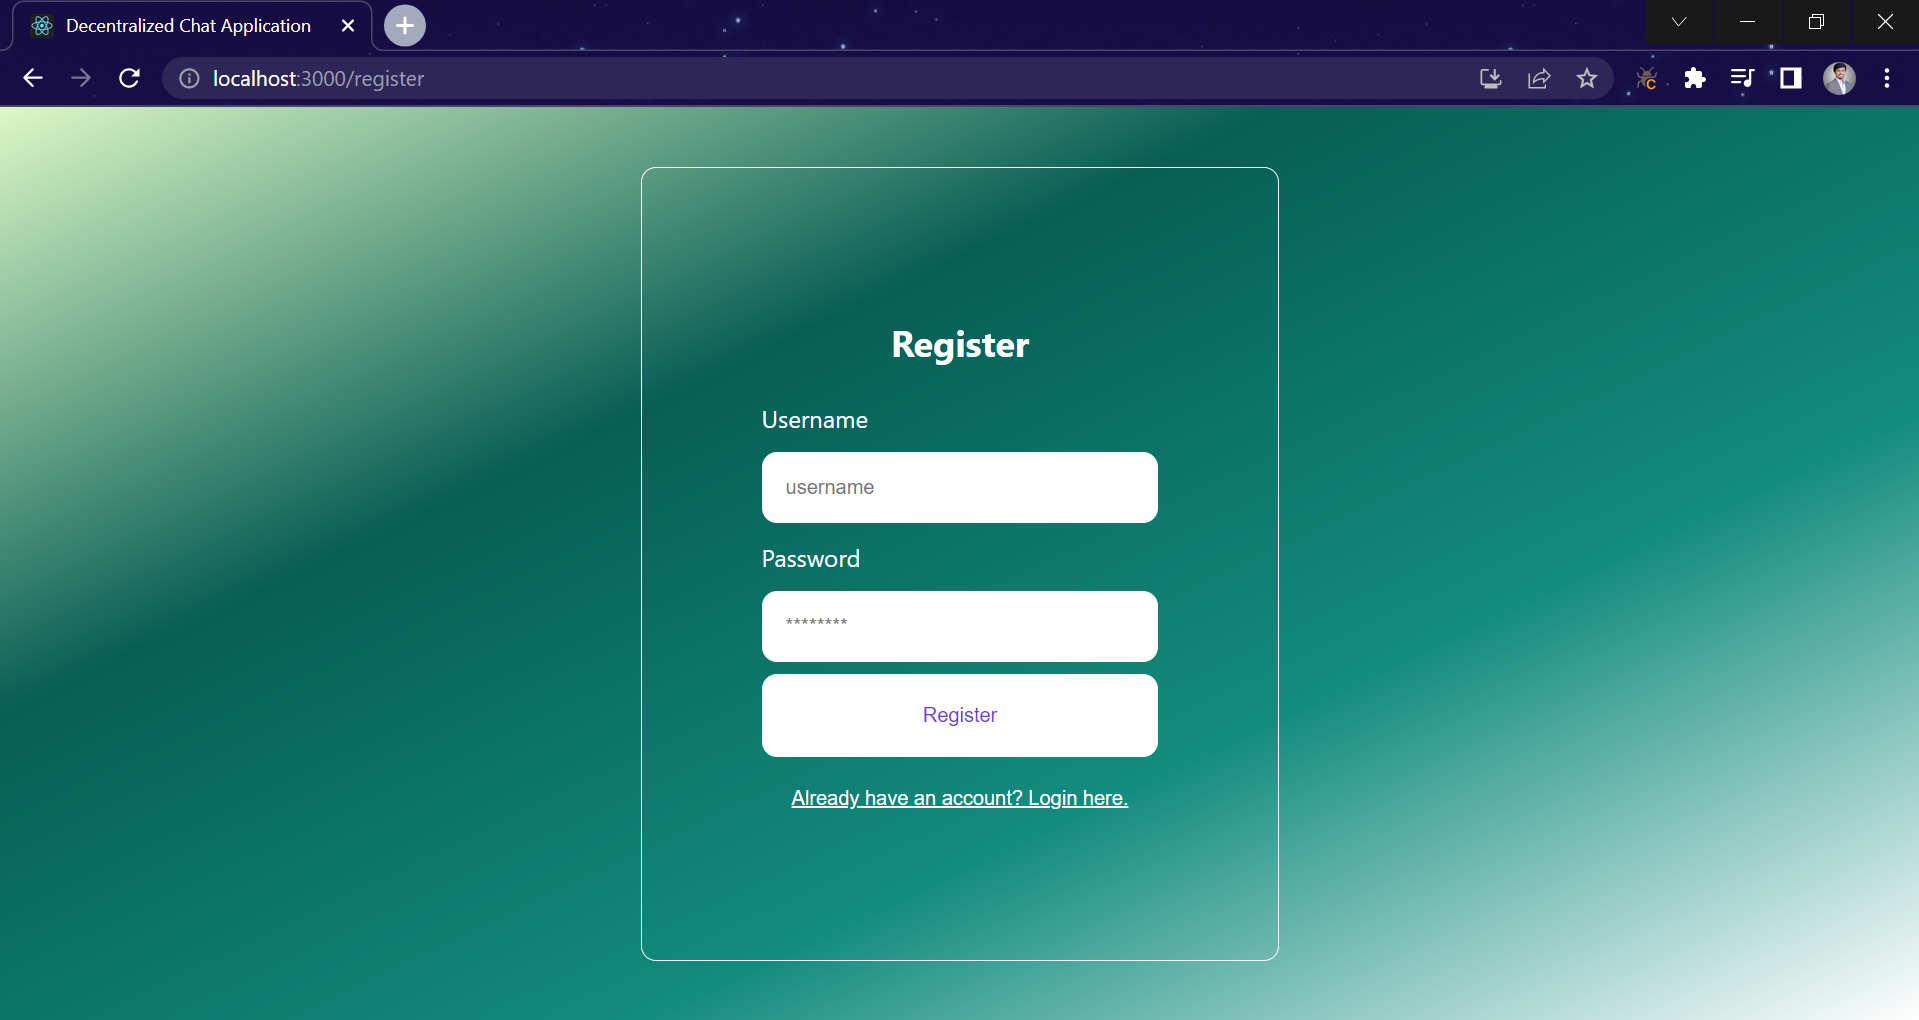 Decentralized Chat Application
localhost:3000/register
Register
Username
username
Password
********
Register
Already have an account? Login here.